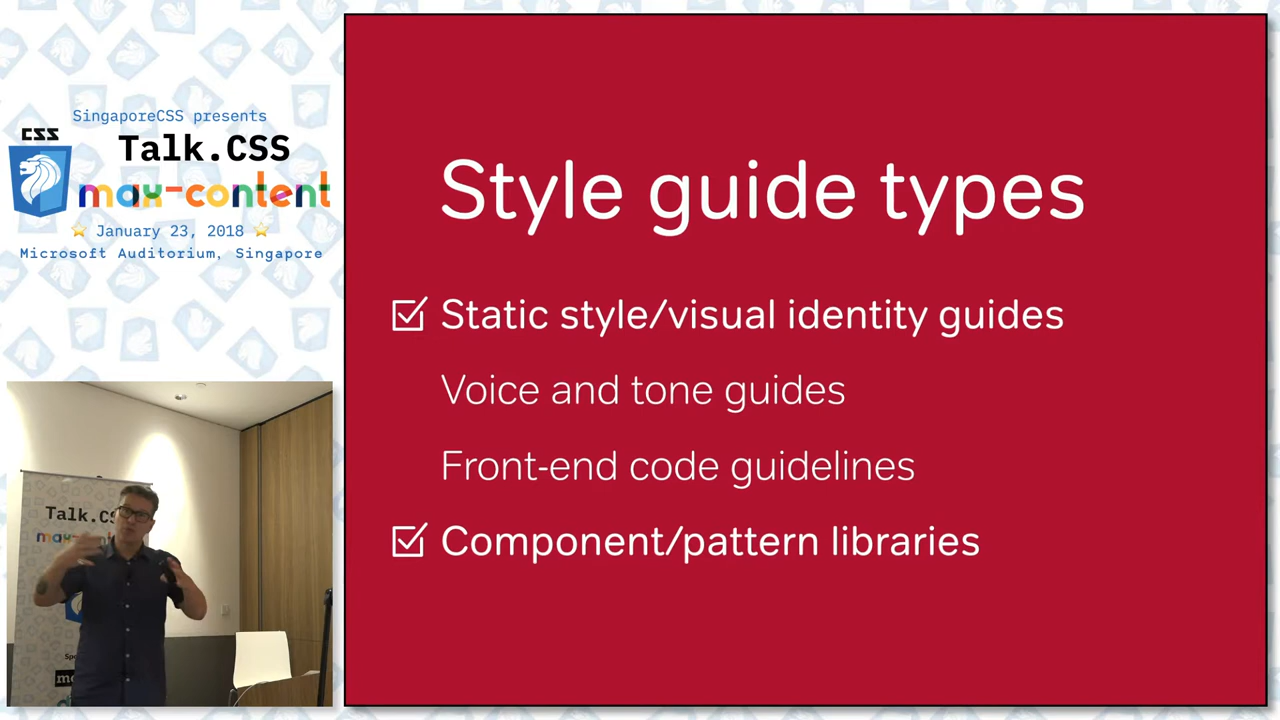 SingaporeCSS presents
CSS
Talk.CSS
max-content
January 23, 2018
Microsoft Auditorium, Singapore
Style guide types
Static style/visual identity guides
Voice and tone guides
Front-end code guidelines
Component/pattern libraries
Talk.CS